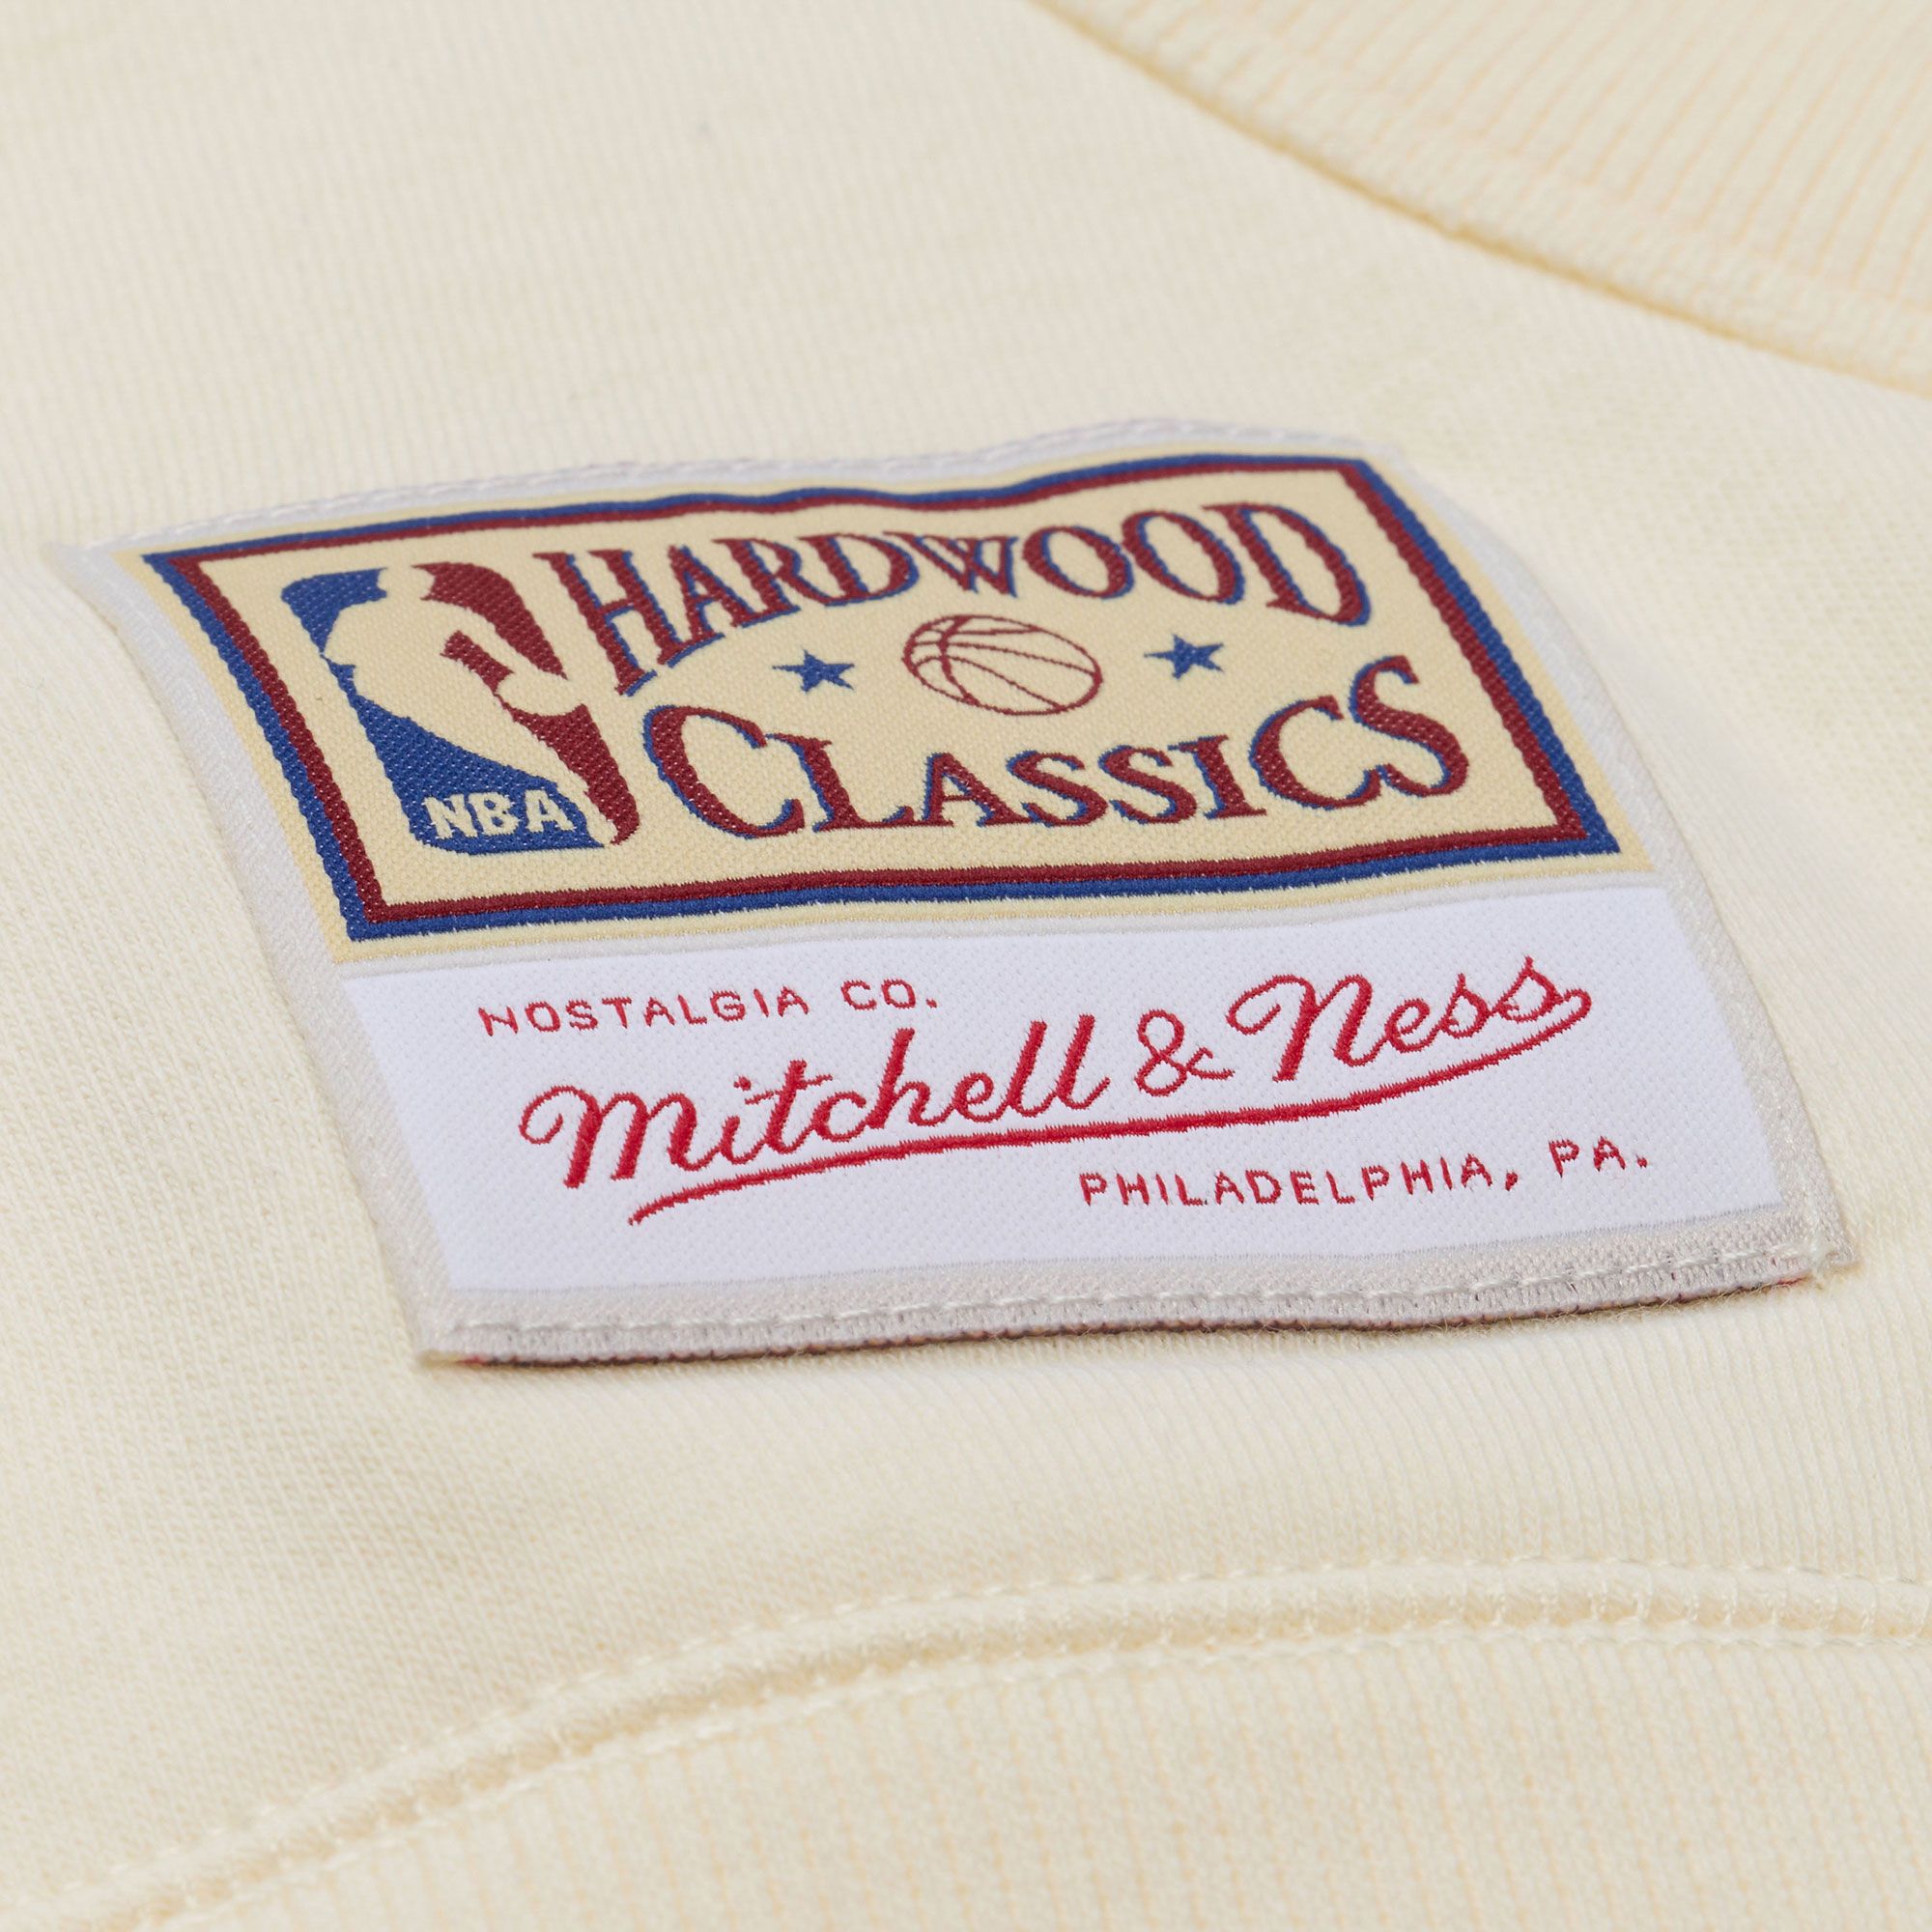 HARDWOOD
CLASSICS
NBA
NOSTALGIA CO.
Mitchell & Ness
PHILADELPHIA, PA.